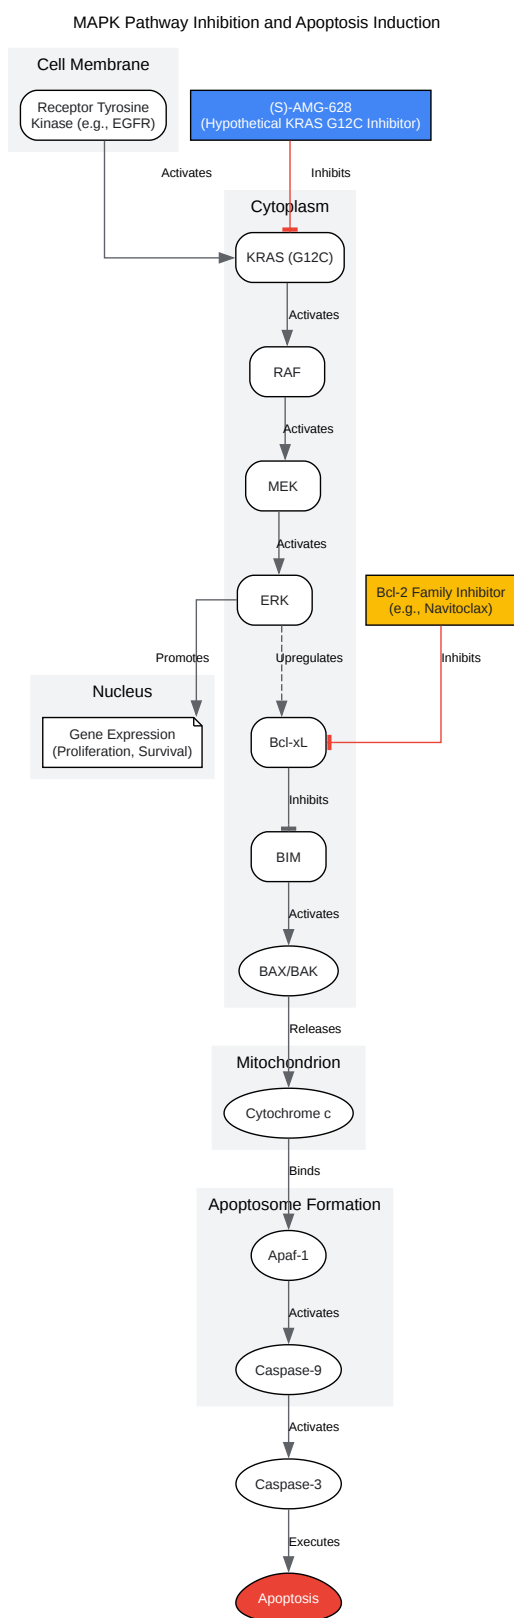 MAPK Pathway Inhibition and Apoptosis Induction
Cell Membrane
Receptor Tyrosine
Kinase (e.g., EGFR)
(S)-AMG-628
(Hypothetical KRAS G12C Inhibitor)
Activates
Inhibits
Cytoplasm
KRAS (G12C)
Activates
RAF
Activates
MEK
Activates
ERK
Bcl-2 Family Inhibitor
(e.g., Navitoclax)
Promotes
Upregulates
Inhibits
Nucleus
Gene Expression
(Proliferation, Survival)
Bcl-xL
Inhibits
BIM
Activates
BAX/BAK
Releases
Mitochondrion
Cytochrome c
Binds
Apoptosome Formation
Apaf-1
Activates
Caspase-9
Activates
Caspase-3
Executes
Apoptosis